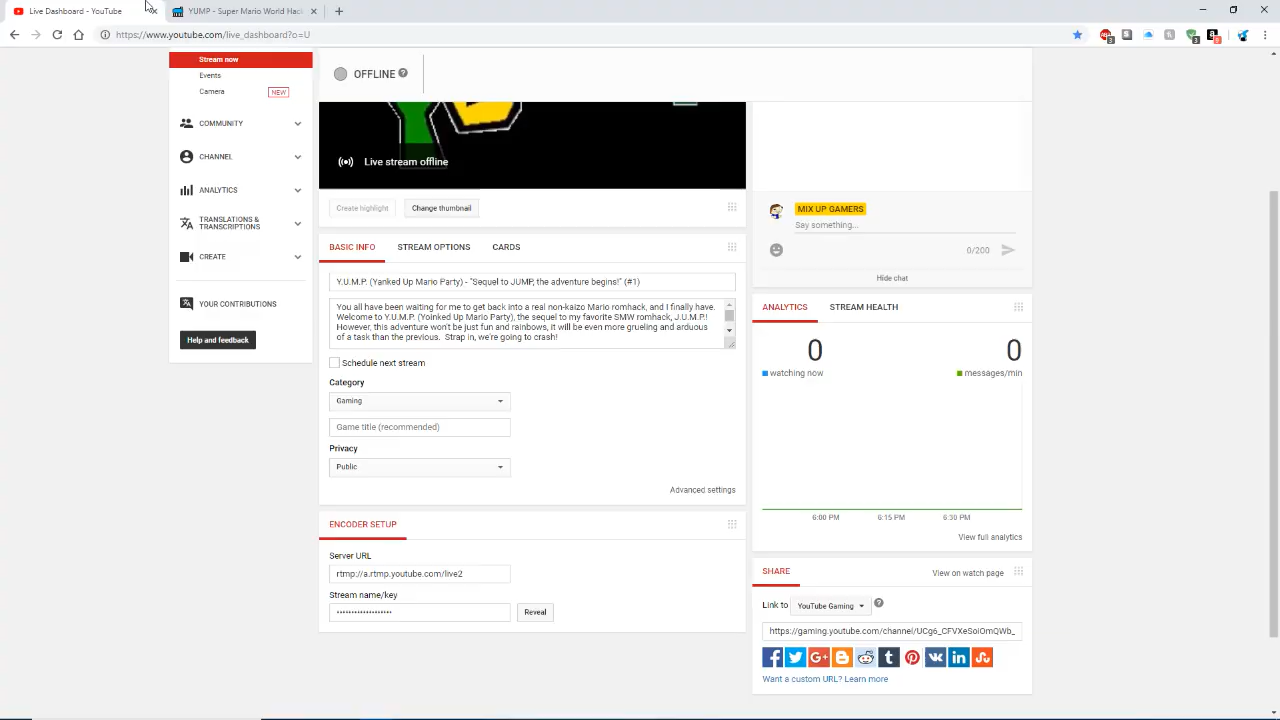 Live Dashboard - YouTube
YUMP - Super Mario World Hack
https://www.youtube.com/live_dashboard?o=U
3
3
8
Stream now
Events
Camera
NEW
COMMUNITY
CHANNEL
ANALYTICS
TRANSLATIONS &
TRANSCRIPTIONS
CREATE
YOUR CONTRIBUTIONS
Help and feedback
OFFLINE
Live stream offline
Create highlight
Change thumbnail
BASIC INFO
STREAM OPTIONS
CARDS
Y.U.M.P. (Yanked Up Mario Party) - "Sequel to JUMP, the adventure begins!" (#1)
You all have been waiting for me to get back into a real non-kaizo Mario romhack, and I finally have.
Welcome to Y.U.M.P. (Yoinked Up Mario Party), the sequel to my favorite SMW romhack, J.U.M.P.!
However, this adventure won't be just fun and rainbows, it will be even more grueling and arduous
of a task than the previous. Strap in, we're going to crash!
Schedule next stream
Category
Gaming
Game title (recommended)
Privacy
Public
Advanced settings
ENCODER SETUP
Server URL
rtmp://a.rtmp.youtube.com/live2
Stream name/key
Reveal
MIX UP GAMERS
Say something...
0/200
Hide chat
ANALYTICS
STREAM HEALTH
0
0
watching now
messages/min
6:00 PM
6:15 PM
6:30 PM
View full analytics
SHARE
View on watch page
Link to
YouTube Gaming
https://gaming.youtube.com/channel/UCg6_CFVXeSoiOmQWb_
Want a custom URL? Learn more